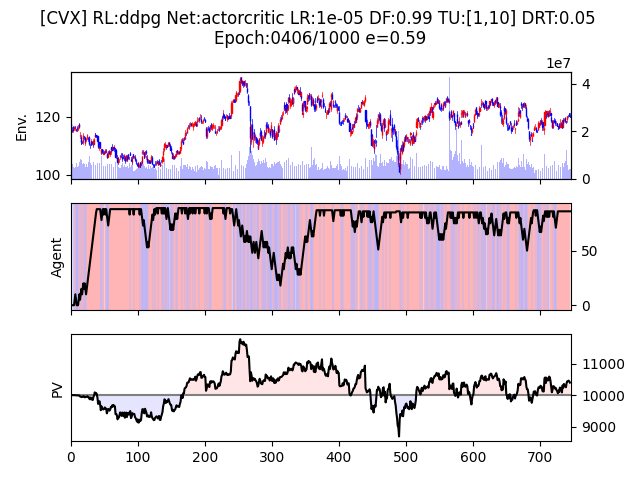 [CVX] RL:ddpg Net:actorcritic LR:1e-05 DF:0.99 TU:[1,10] DRT:0.05
Epoch:0406/1000 e=0.59
1e7
Env.
120
100
4
2
0
Agent
50
0
PV
11000
10000
9000
0 100 200 300 400 500 600 700